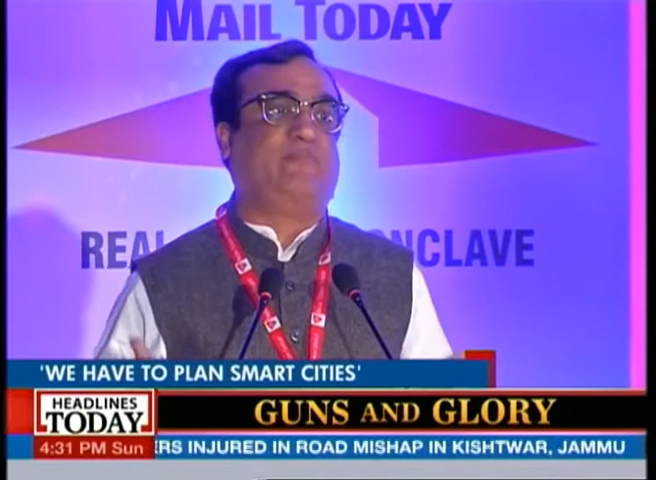 MAIL TODAY
REAL
NCLAVE
'WE HAVE TO PLAN SMART CITIES'
HEADLINES
TODAY
GUNS AND GLORY
4:31 PM Sun
ERS INJURED IN ROAD MISHAP IN KISHTWAR, JAMMU